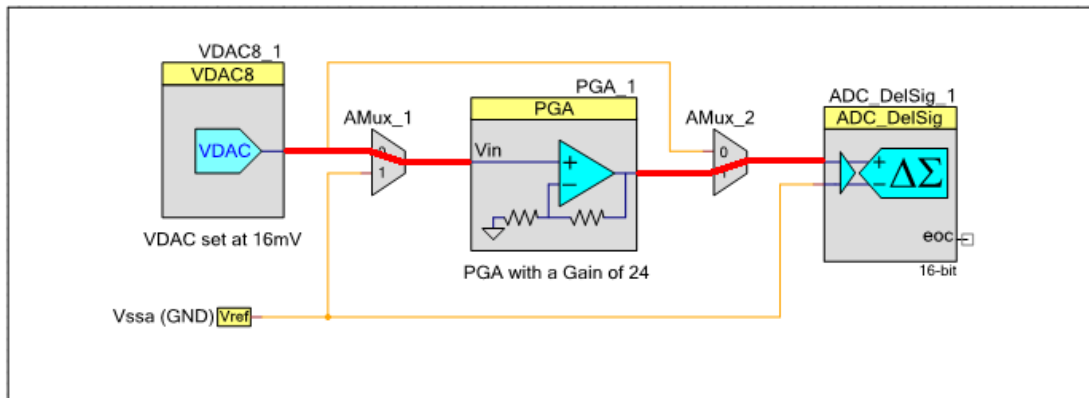 VDAC8_1
VDAC8
VDAC
VDAC set at 16mV
AMux_1
0
1
PGA_1
PGA
Vin
+
−
PGA with a Gain of 24
AMux_2
0
1
ADC_DelSig_1
ADC_DelSig
+
−
ΔΣ
eoc
16-bit
Vssa (GND) Vref